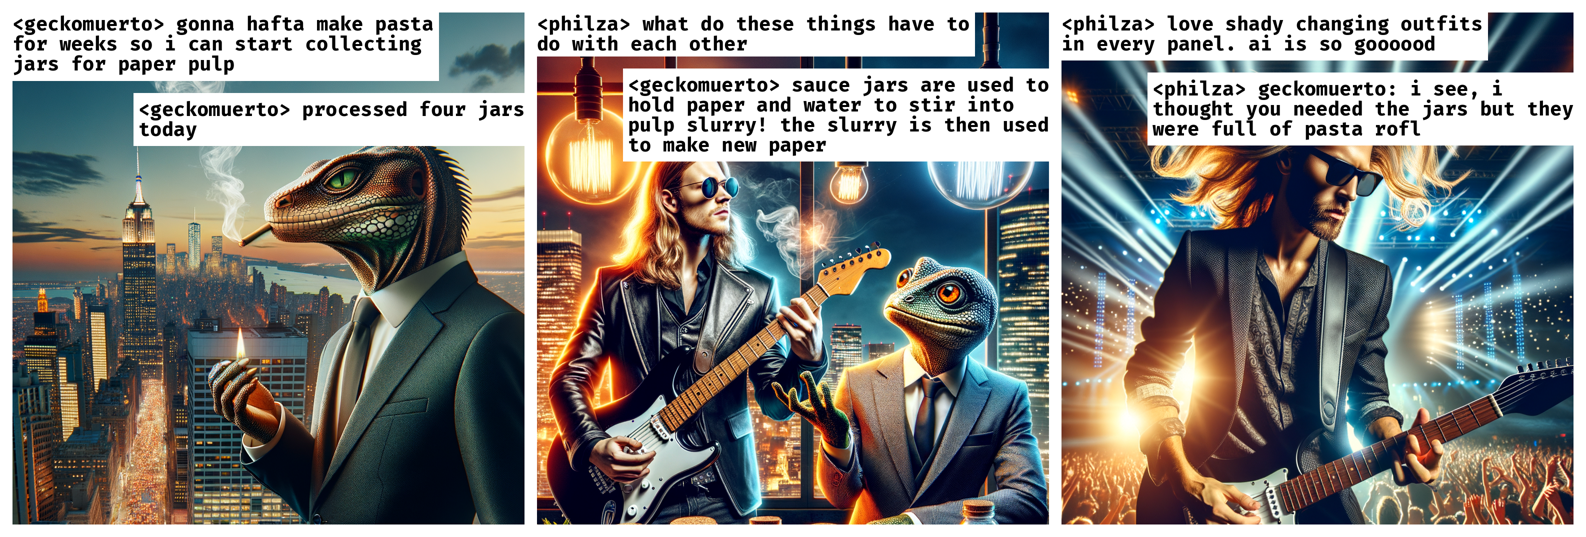 <geckomuerto> gonna hafta make pasta
for weeks so i can start collecting
jars for paper pulp
<geckomuerto> processed four jars
today
<philza> what do these things have to
do with each other
<geckomuerto> sauce jars are used to
hold paper and water to stir into
pulp slurry! the slurry is then used
to make new paper
<philza> love shady changing outfits
in every panel. ai is so goooood
<philza> geckomuerto: i see, i
thought you needed the jars but they
were full of pasta rofl